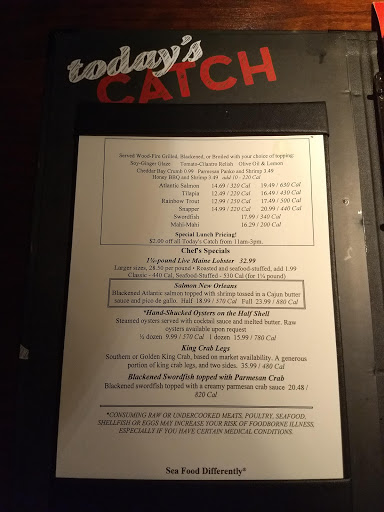 today's
CATCH
Served Wood-Fire Grilled, Blackened, or Broiled with your choice of topping:
Soy-Ginger Glaze Tomato-Cilantro Relish Olive Oil & Lemon
Cheddar Bay Crumb 0.99 Parmesan Panko and Shrimp 3.49
Honey BBQ and Shrimp 3.49 add 10 - 220 Cal
Atlantic Salmon 14.69 / 320 Cal 19.49 / 650 Cal
Tilapia 12.49 / 220 Cal 16.49 / 430 Cal
Rainbow Trout 12.99 / 250 Cal 17.49 / 500 Cal
Snapper 14.99 / 220 Cal 20.99 / 440 Cal
Swordfish 17.99 / 340 Cal
Mahi-Mahi 16.29 / 200 Cal
Special Lunch Pricing!
$2.00 off all Today's Catch from 11am-3pm.
Chef's Specials
1¼-pound Live Maine Lobster 32.99
Larger sizes, 28.50 per pound • Roasted and seafood-stuffed, add 1.99
Classic - 440 Cal, Seafood-Stuffed - 530 Cal (for 1¼ pound)
Salmon New Orleans
Blackened Atlantic salmon topped with shrimp tossed in a Cajun butter
sauce and pico de gallo. Half 18.99 / 570 Cal Full 23.99 / 880 Cal
*Hand-Shucked Oysters on the Half Shell
Steamed oysters served with cocktail sauce and melted butter. Raw
oysters available upon request
½ dozen 9.99 / 570 Cal 1 dozen 15.99 / 780 Cal
King Crab Legs
Southern or Golden King Crab, based on market availability. A generous
portion of king crab legs, and two sides. 35.99 / 480 Cal
Blackened Swordfish topped with Parmesan Crab
Blackened swordfish topped with a creamy parmesan crab sauce 20.48 /
820 Cal
*CONSUMING RAW OR UNDERCOOKED MEATS, POULTRY, SEAFOOD,
SHELLFISH OR EGGS MAY INCREASE YOUR RISK OF FOODBORNE ILLNESS,
ESPECIALLY IF YOU HAVE CERTAIN MEDICAL CONDITIONS.
Sea Food Differently*